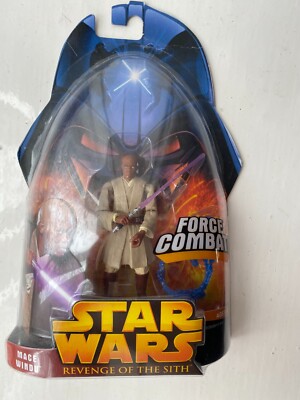 FORCE
COMBAT
STAR
WARS
REVENGE OF THE SITH
MACE
WINDU